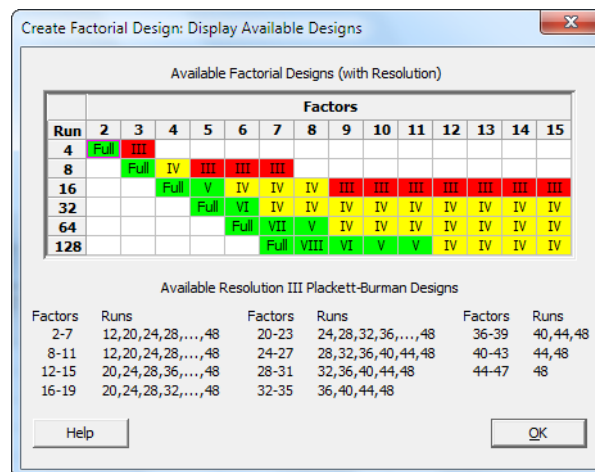 Create Factorial Design: Display Available Designs
Available Factorial Designs (with Resolution)
Factors
Run 2 3 4 5 6 7 8 9 10 11 12 13 14 15
4 Full III
8 Full IV III III III
16 Full V IV IV IV III III III III III III III
32 Full VI IV IV IV IV IV IV IV IV IV
64 Full VII V IV IV IV IV IV IV IV
128 Full VIII VI V V IV IV IV IV
Available Resolution III Plackett-Burman Designs
Factors Runs Factors Runs Factors Runs
2-7 12,20,24,28,...,48 20-23 24,28,32,36,...,48 36-39 40,44,48
8-11 12,20,24,28,...,48 24-27 28,32,36,40,44,48 40-43 44,48
12-15 20,24,28,36,...,48 28-31 32,36,40,44,48 44-47 48
16-19 20,24,28,32,...,48 32-35 36,40,44,48
Help OK